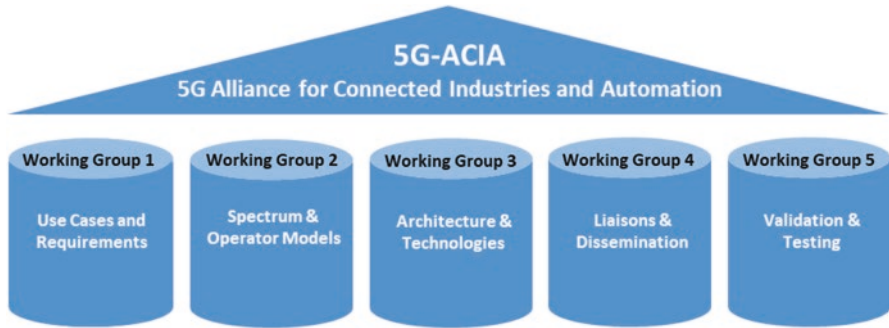 5G-ACIA
5G Alliance for Connected Industries and Automation
Working Group 1
Use Cases and
Requirements
Working Group 2
Spectrum &
Operator Models
Working Group 3
Architecture &
Technologies
Working Group 4
Liaisons &
Dissemination
Working Group 5
Validation &
Testing